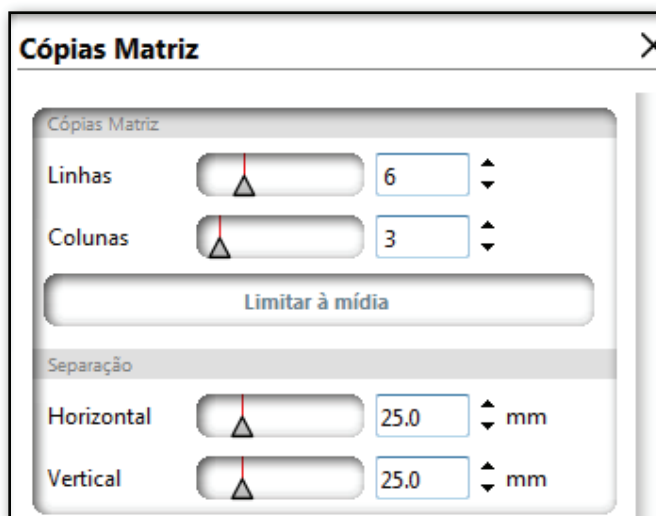 Cópias Matriz
Cópias Matriz
Linhas 6
Colunas 3
Limitar à mídia
Separação
Horizontal 25.0 mm
Vertical 25.0 mm